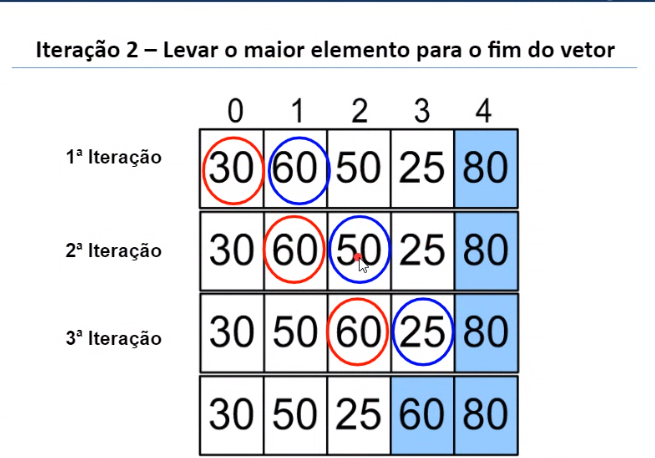 Iteração 2 – Levar o maior elemento para o fim do vetor
0 1 2 3 4
1ª Iteração 30 60 50 25 80
2ª Iteração 30 60 50 25 80
3ª Iteração 30 50 60 25 80
30 50 25 60 80